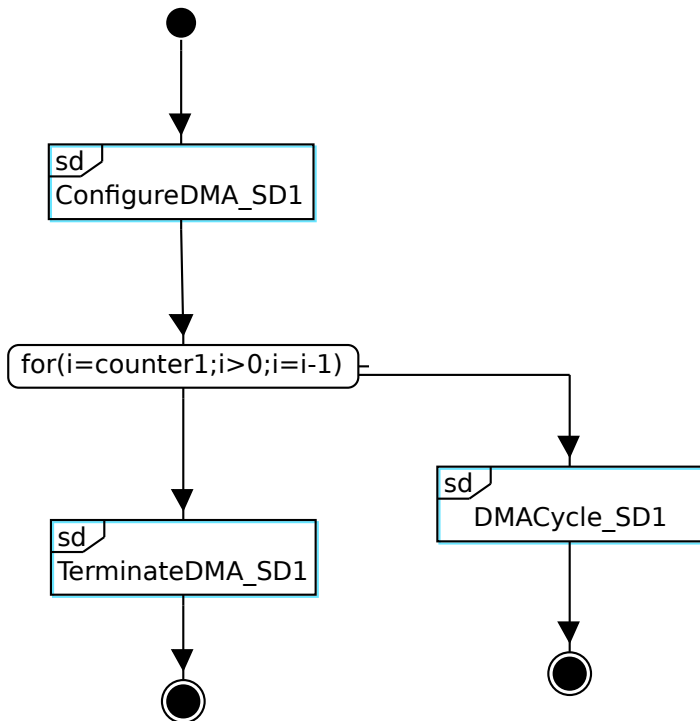 sd
ConfigureDMA_SD1
for(i=counter1;i>0;i=i-1)
sd
DMACycle_SD1
sd
TerminateDMA_SD1